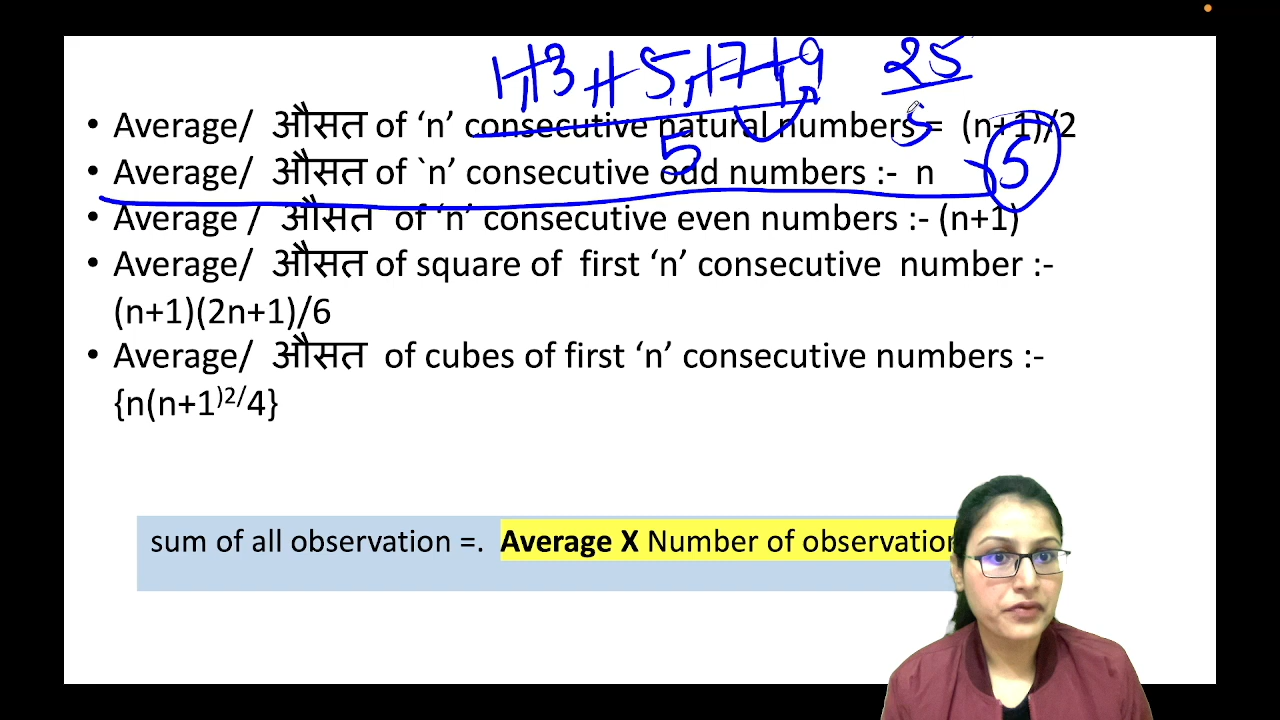 1+3+5+7+9 25
• Average/ औसत of ‘n’ consecutive natural numbers = (n+1)/2
5 5
• Average/ औसत of `n’ consecutive odd numbers :- n 5
• Average / औसत of ‘n’ consecutive even numbers :- (n+1)
• Average/ औसत of square of first ‘n’ consecutive number :-
(n+1)(2n+1)/6
• Average/ औसत of cubes of first ‘n’ consecutive numbers :-
{n(n+1)2/4}
sum of all observation =. Average X Number of observation